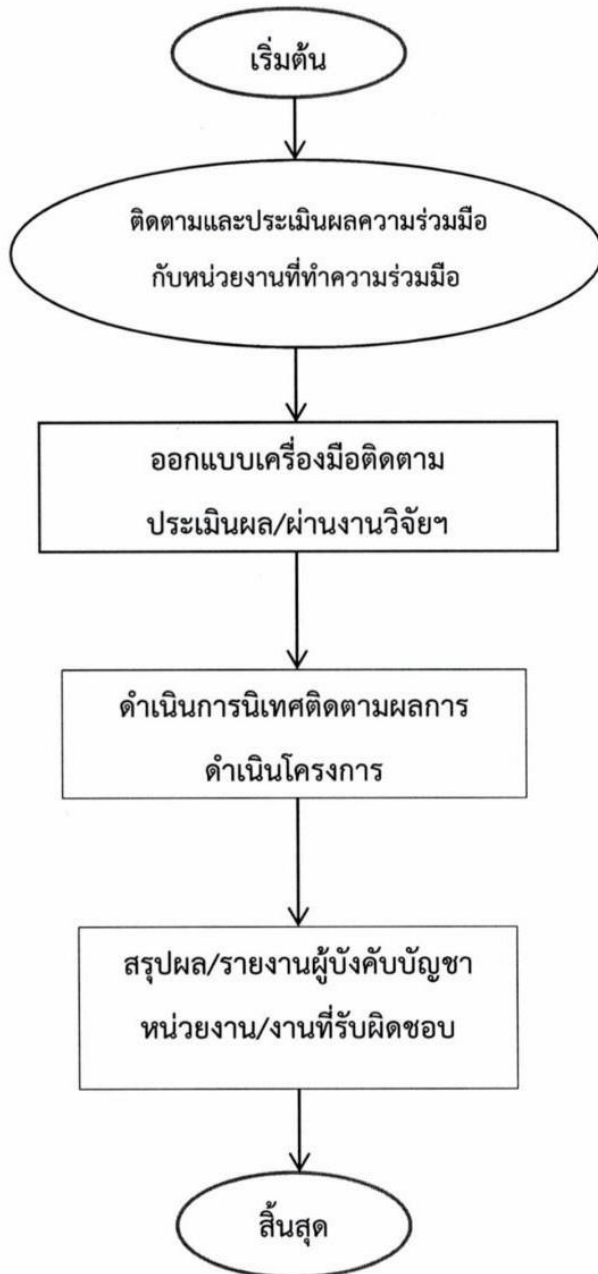 เริ่มต้น
ติดตามและประเมินผลความร่วมมือ
กับหน่วยงานที่ทำความร่วมมือ
ออกแบบเครื่องมือติดตาม
ประเมินผล/ผ่านงานวิจัยฯ
ดำเนินการนิเทศติดตามผลการ
ดำเนินโครงการ
สรุปผล/รายงานผู้บังคับบัญชา
หน่วยงาน/งานที่รับผิดชอบ
สิ้นสุด